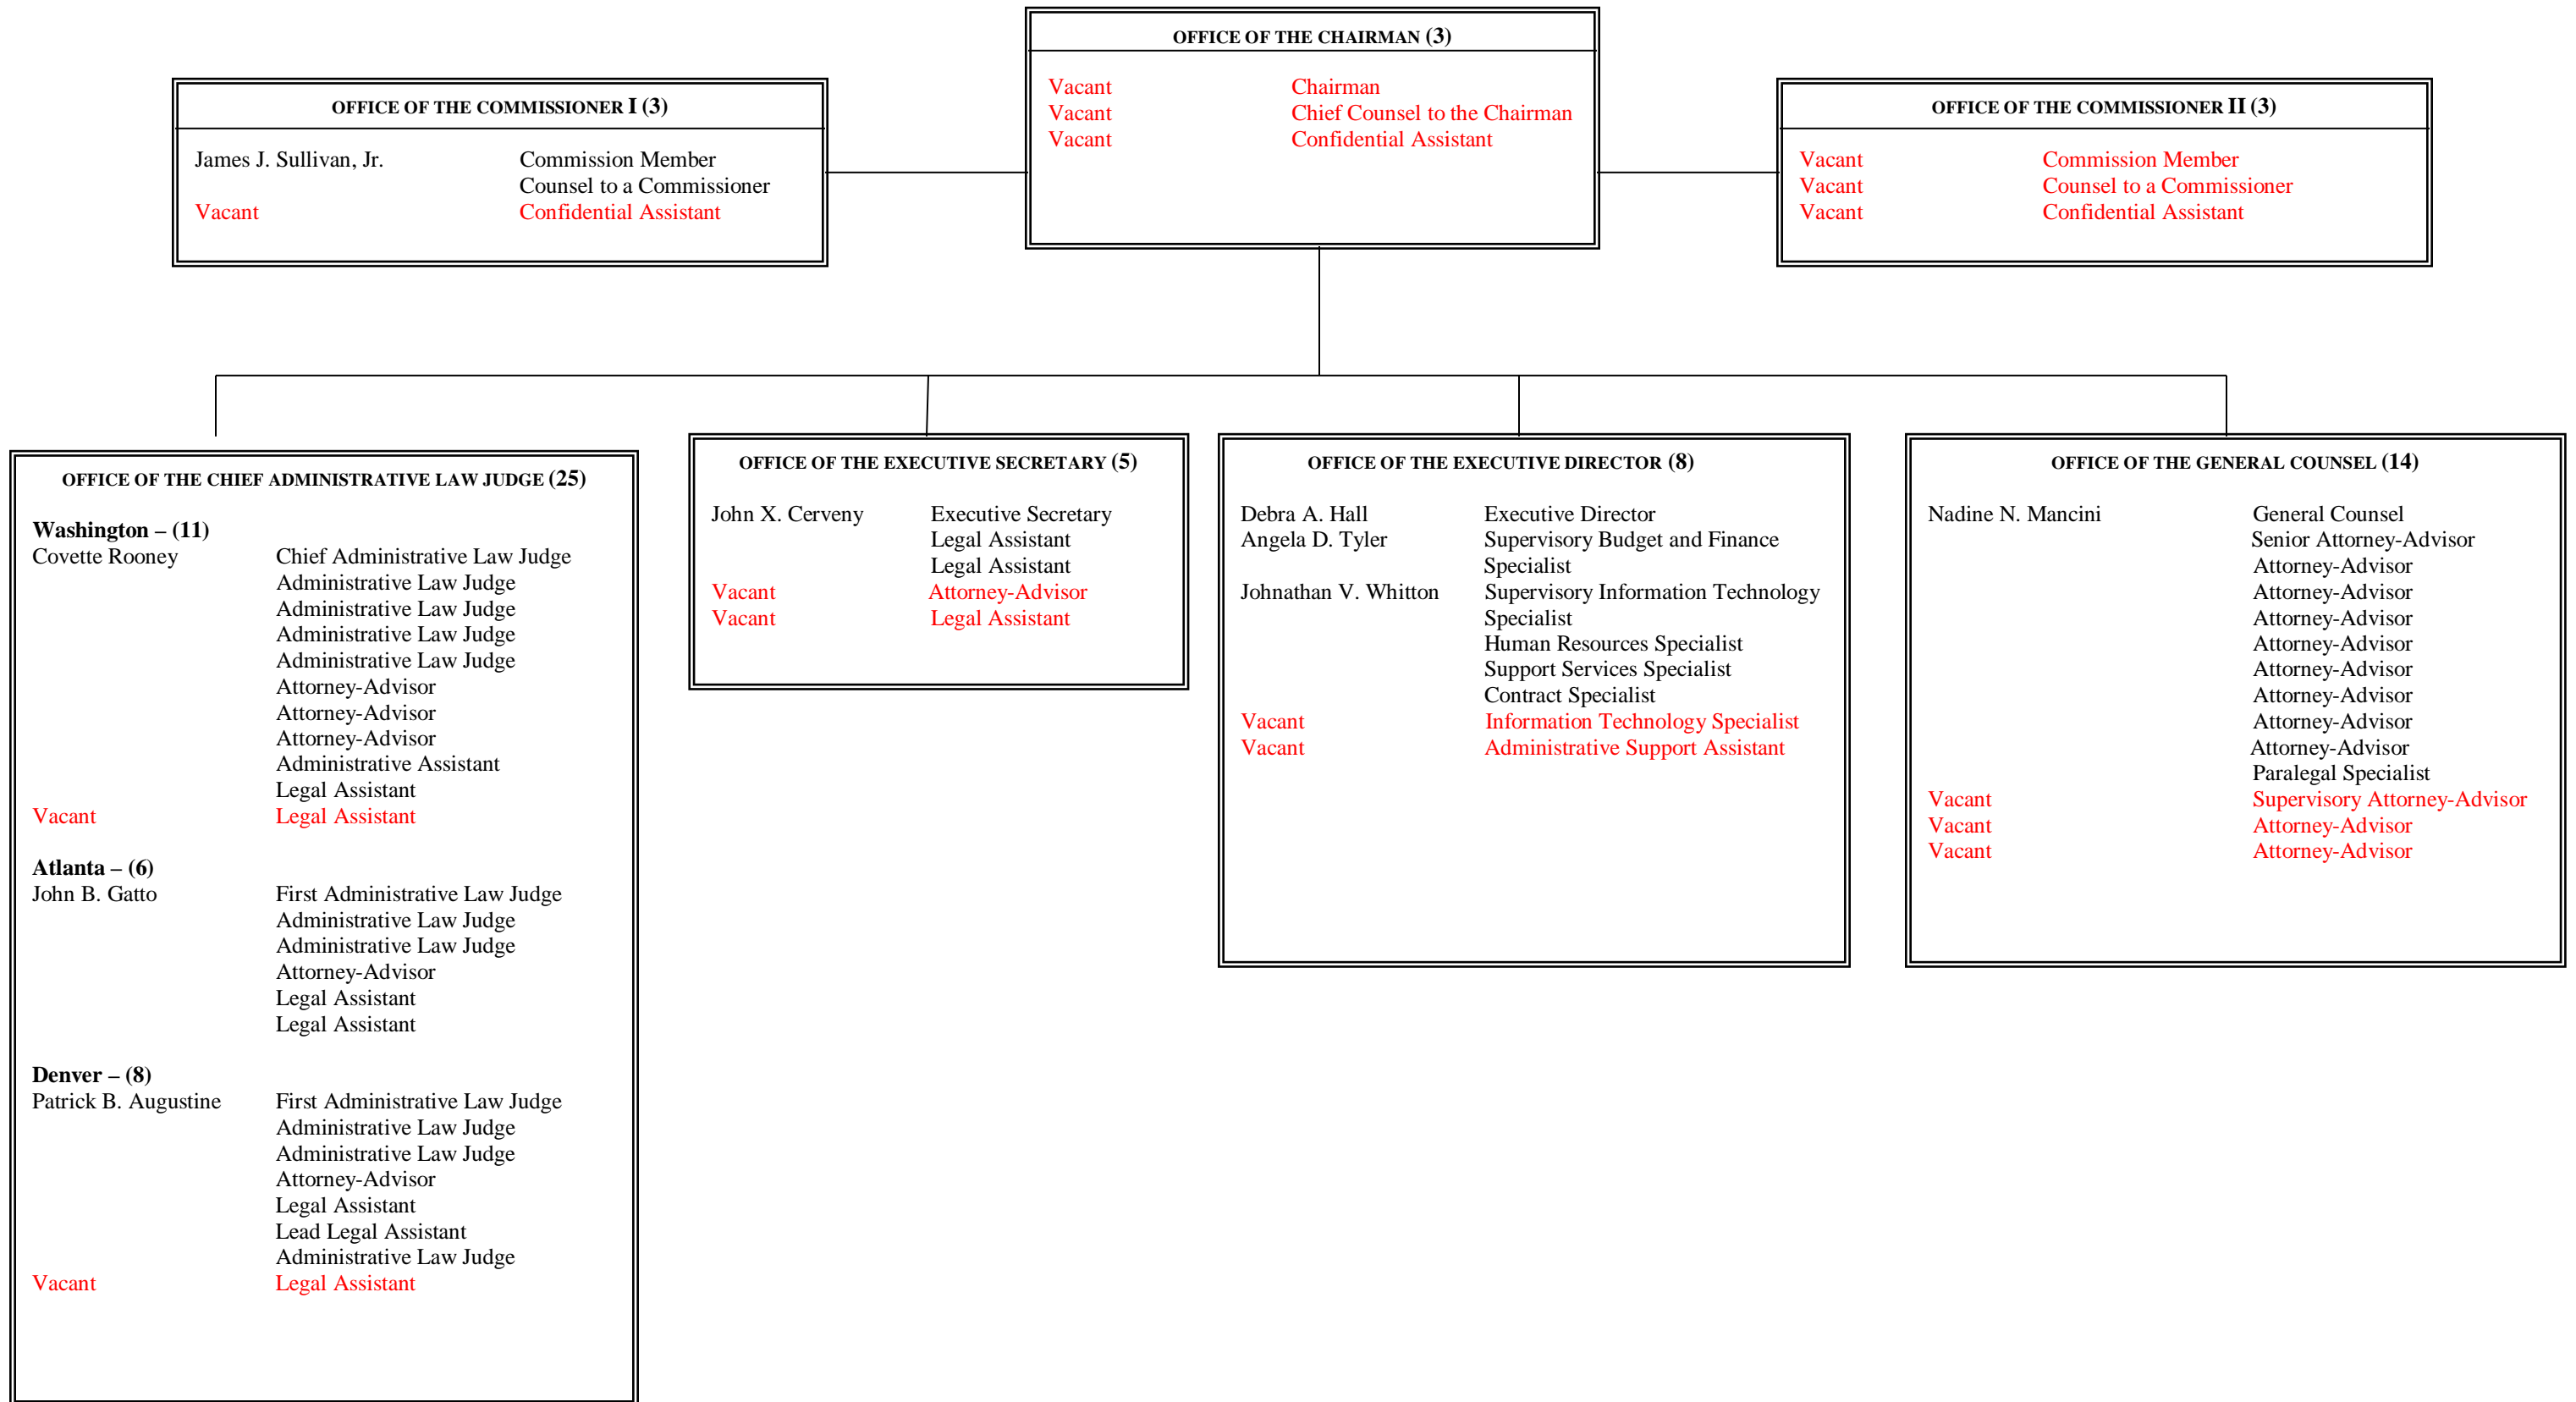 OFFICE OF THE CHAIRMAN (3)
Vacant Chairman
Vacant Chief Counsel to the Chairman
Vacant Confidential Assistant
OFFICE OF THE COMMISSIONER I (3)
James J. Sullivan, Jr. Commission Member
Counsel to a Commissioner
Vacant Confidential Assistant
OFFICE OF THE COMMISSIONER II (3)
Vacant Commission Member
Vacant Counsel to a Commissioner
Vacant Confidential Assistant
OFFICE OF THE CHIEF ADMINISTRATIVE LAW JUDGE (25)
Washington – (11)
Covette Rooney Chief Administrative Law Judge
Administrative Law Judge
Administrative Law Judge
Administrative Law Judge
Administrative Law Judge
Attorney-Advisor
Attorney-Advisor
Attorney-Advisor
Administrative Assistant
Legal Assistant
Vacant Legal Assistant
Atlanta – (6)
John B. Gatto First Administrative Law Judge
Administrative Law Judge
Administrative Law Judge
Attorney-Advisor
Legal Assistant
Legal Assistant
Denver – (8)
Patrick B. Augustine First Administrative Law Judge
Administrative Law Judge
Administrative Law Judge
Attorney-Advisor
Legal Assistant
Lead Legal Assistant
Administrative Law Judge
Vacant Legal Assistant
OFFICE OF THE EXECUTIVE SECRETARY (5)
John X. Cerveny Executive Secretary
Legal Assistant
Legal Assistant
Vacant Attorney-Advisor
Vacant Legal Assistant
OFFICE OF THE EXECUTIVE DIRECTOR (8)
Debra A. Hall Executive Director
Angela D. Tyler Supervisory Budget and Finance
Specialist
Johnathan V. Whitton Supervisory Information Technology
Specialist
Human Resources Specialist
Support Services Specialist
Contract Specialist
Vacant Information Technology Specialist
Vacant Administrative Support Assistant
OFFICE OF THE GENERAL COUNSEL (14)
Nadine N. Mancini General Counsel
Senior Attorney-Advisor
Attorney-Advisor
Attorney-Advisor
Attorney-Advisor
Attorney-Advisor
Attorney-Advisor
Attorney-Advisor
Attorney-Advisor
Attorney-Advisor
Paralegal Specialist
Vacant Supervisory Attorney-Advisor
Vacant Attorney-Advisor
Vacant Attorney-Advisor